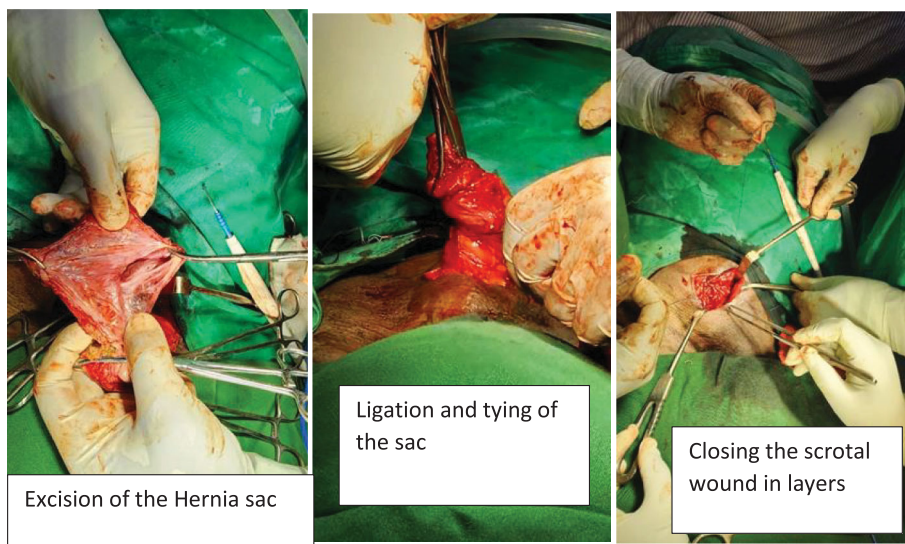 Excision of the Hernia sac
Ligation and tying of
the sac
Closing the scrotal
wound in layers